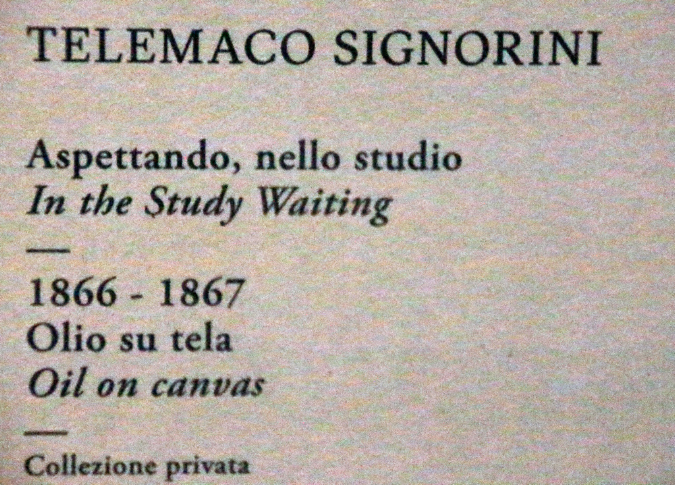 TELEMACO SIGNORINI
Aspettando, nello studio
In the Study Waiting
—
1866 - 1867
Olio su tela
Oil on canvas
—
Collezione privata